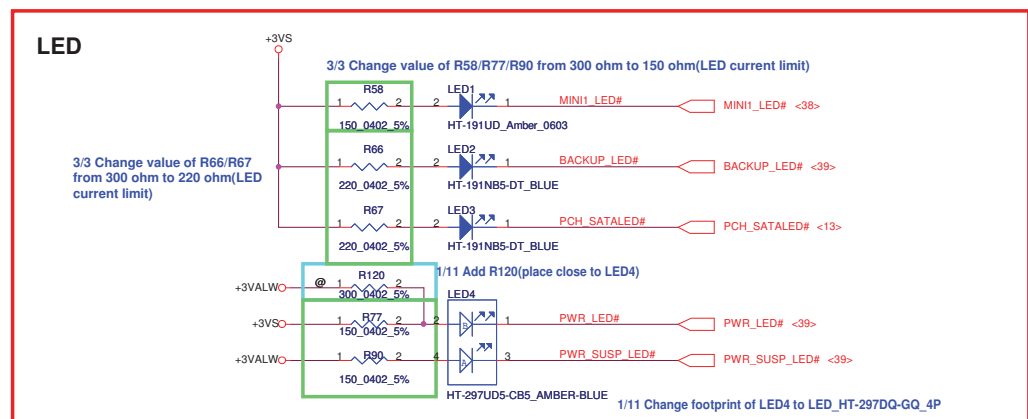 LED
+3VS
3/3 Change value of R58/R77/R90 from 300 ohm to 150 ohm(LED current limit)
R58
1 2
150_0402_5%
LED1
2 1
HT-191UD_Amber_0603
MINI1_LED#
MINI1_LED# <38>
3/3 Change value of R66/R67
from 300 ohm to 220 ohm(LED
current limit)
R66
1 2
220_0402_5%
LED2
2 1
HT-191NB5-DT_BLUE
BACKUP_LED#
BACKUP_LED# <39>
R67
1 2
220_0402_5%
LED3
2 1
HT-191NB5-DT_BLUE
PCH_SATALED#
PCH_SATALED# <13>
1/11 Add R120(place close to LED4)
+3VALW
@
R120
1 2
300_0402_5%
LED4
+3VS
R77
1 2
150_0402_5%
2 B 1
PWR_LED#
PWR_LED# <39>
+3VALW
R90
1 2
150_0402_5%
4 A 3
PWR_SUSP_LED#
PWR_SUSP_LED# <39>
HT-297UD5-CB5_AMBER-BLUE
1/11 Change footprint of LED4 to LED_HT-297DQ-GQ_4P